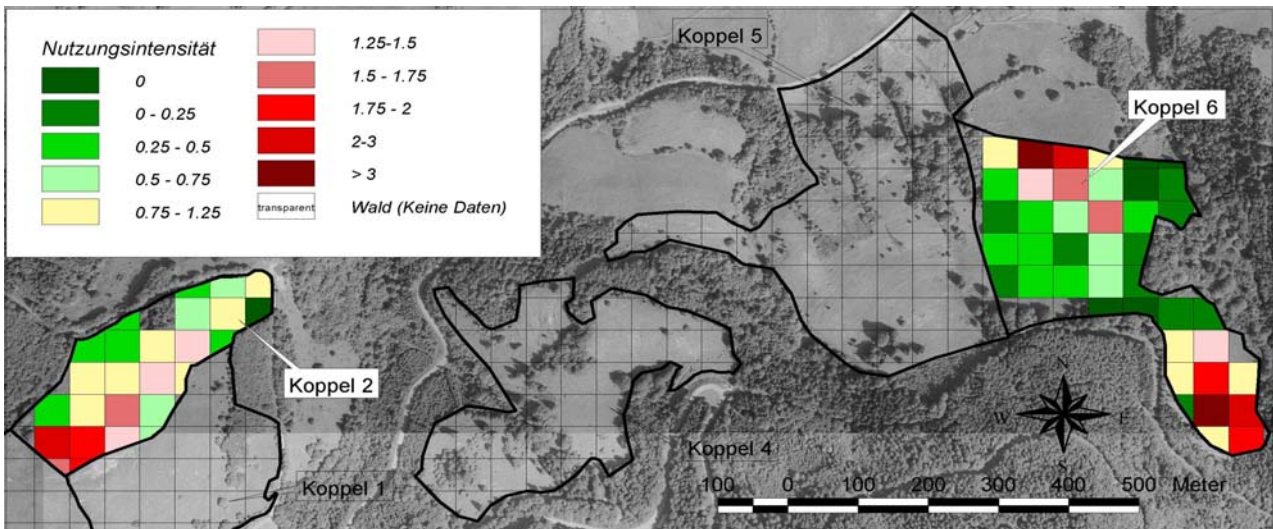 Nutzungsintensität
0
0 - 0.25
0.25 - 0.5
0.5 - 0.75
0.75 - 1.25
1.25-1.5
1.5 - 1.75
1.75 - 2
2-3
> 3
transparent
Wald (Keine Daten)
Koppel 5
Koppel 6
Koppel 2
Koppel 4
Koppel 1
N
W
E
S
100 0 100 200 300 400 500 Meter